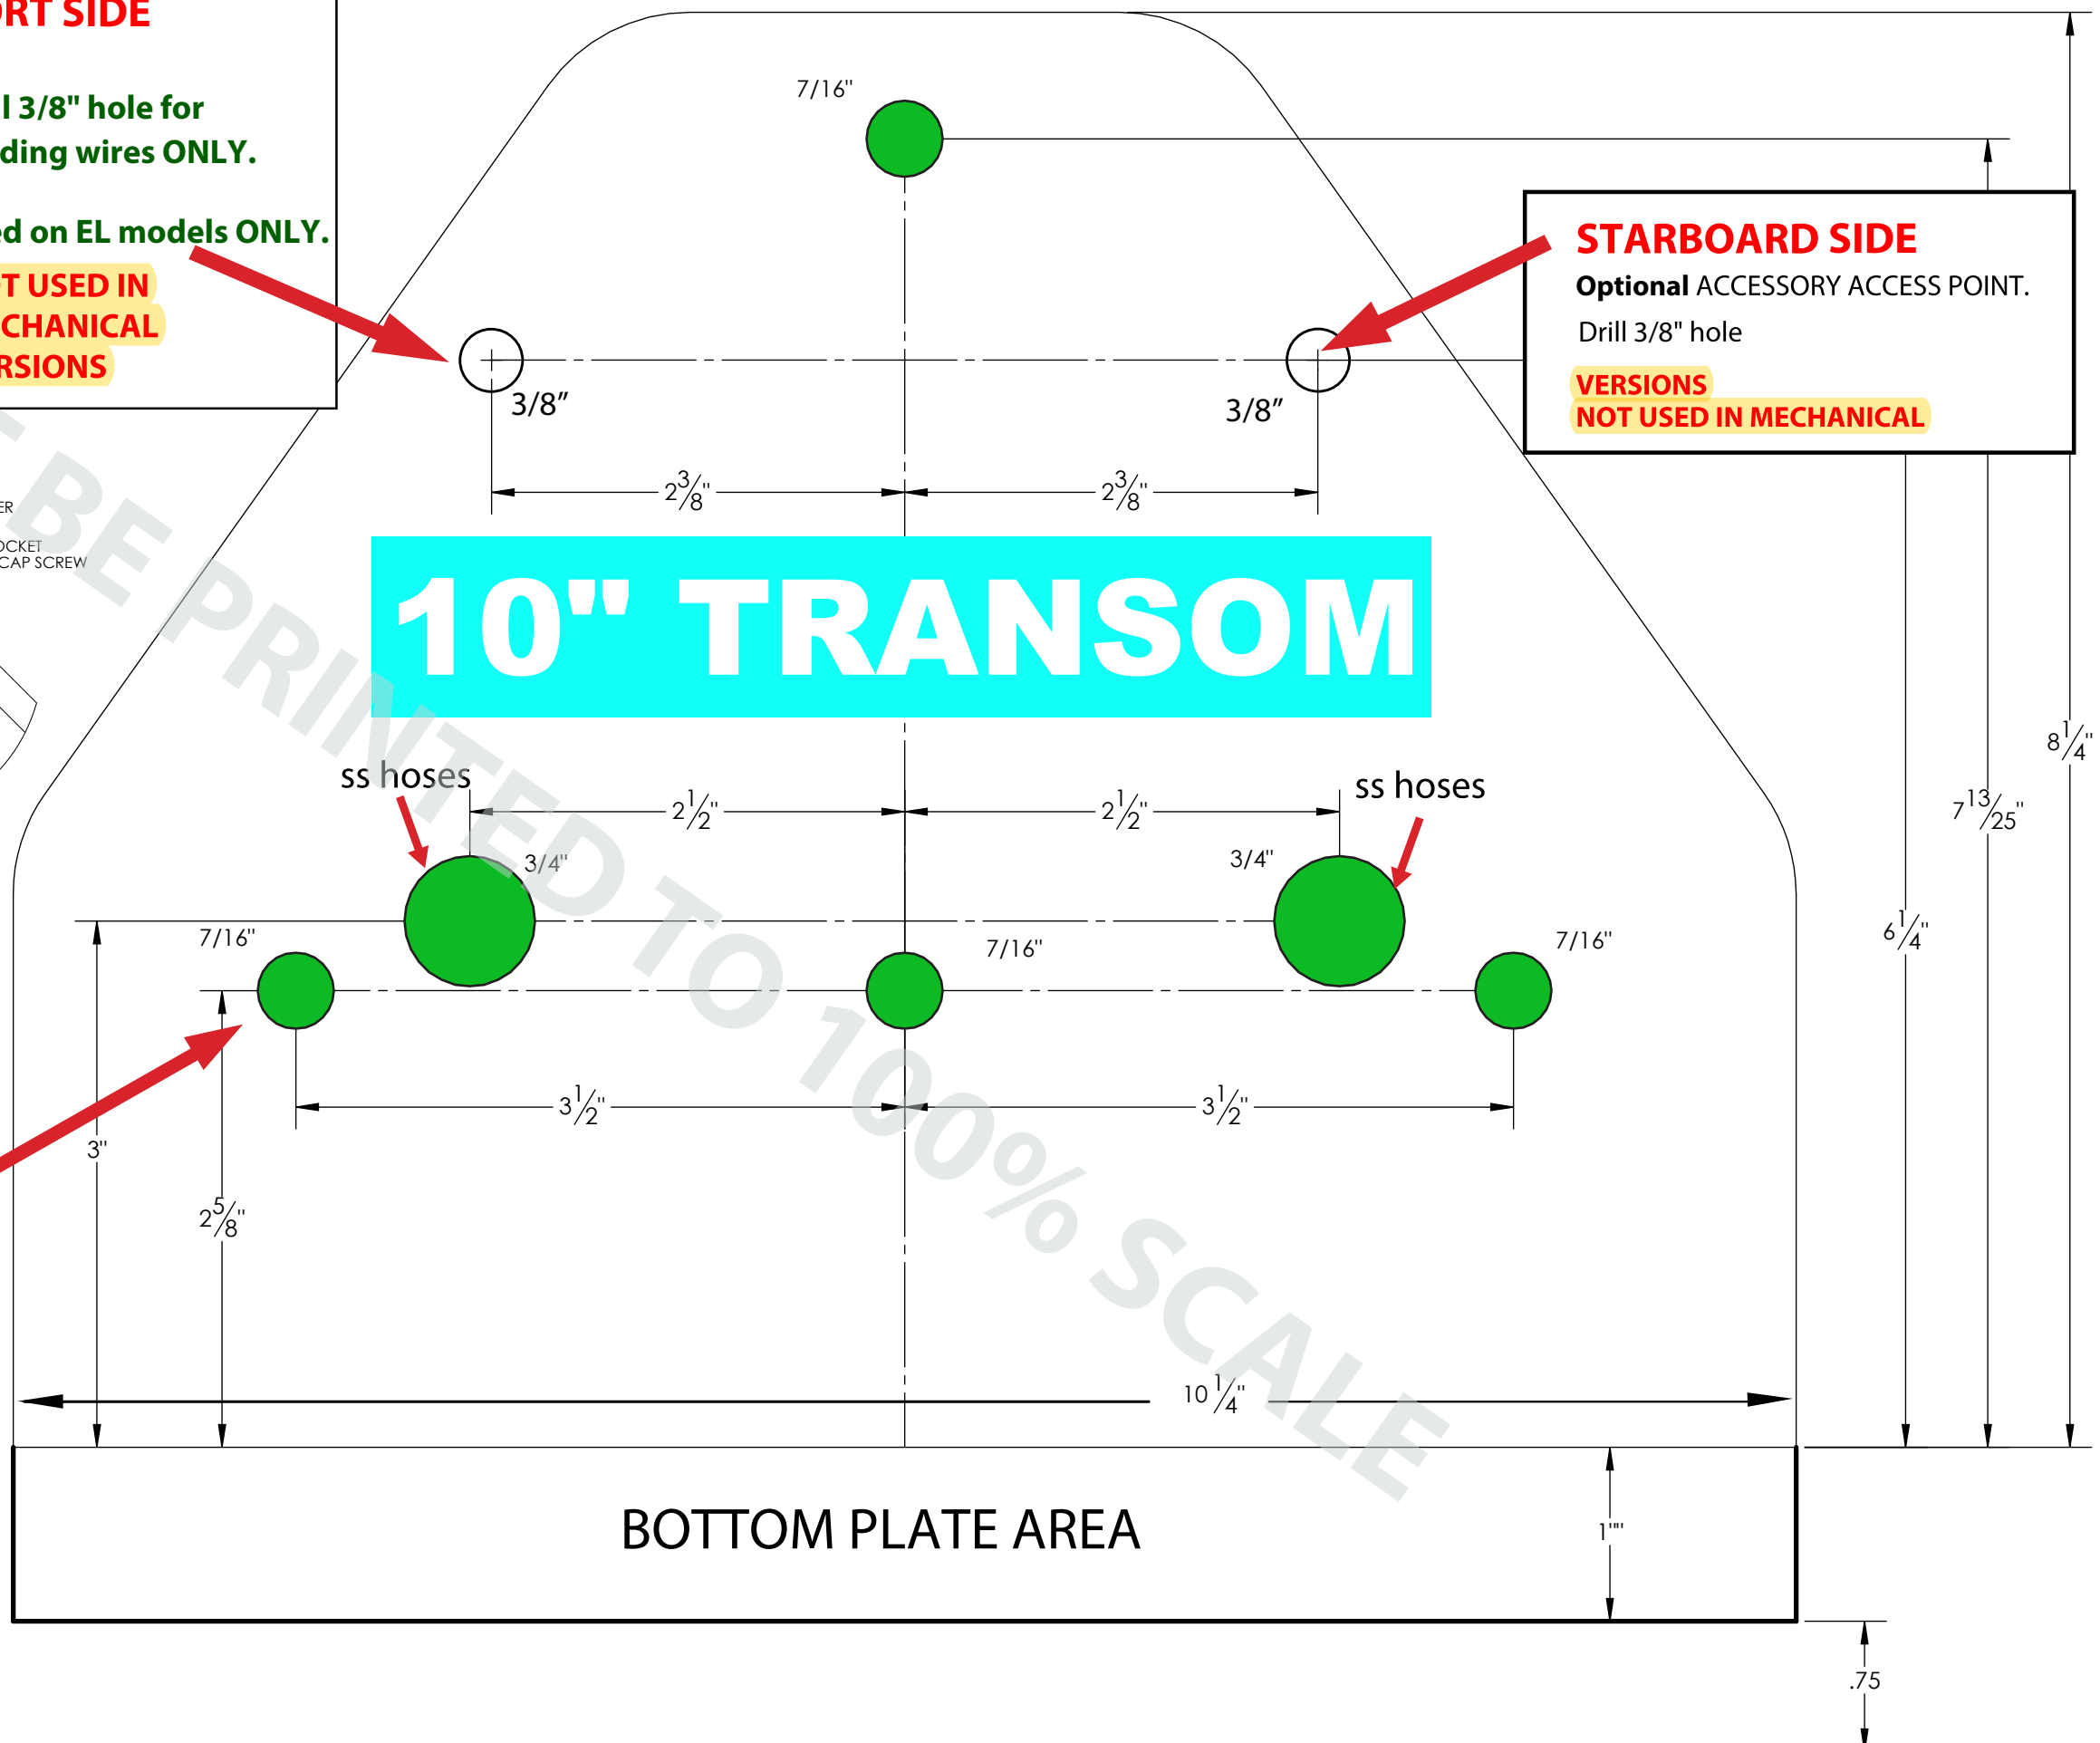 RT SIDE
l 3/8" hole for
ding wires ONLY.
ed on EL models ONLY.
T USED IN
CHANICAL
RSIONS
7/16"
STARBOARD SIDE
Optional ACCESSORY ACCESS POINT.
Drill 3/8" hole
VERSIONS
NOT USED IN MECHANICAL
3/8”
3/8”
2 3/8"
2 3/8"
ER
OCKET
CAP SCREW
10" TRANSOM
8 1/4"
ss hoses
ss hoses
2 1/2"
2 1/2"
7 13/25"
3/4"
3/4"
7/16"
7/16"
7/16"
6 1/4"
3 1/2"
3 1/2"
3"
2 5/8"
10 1/4"
BOTTOM PLATE AREA
1""
.75
BE PRINTED TO 100% SCALE